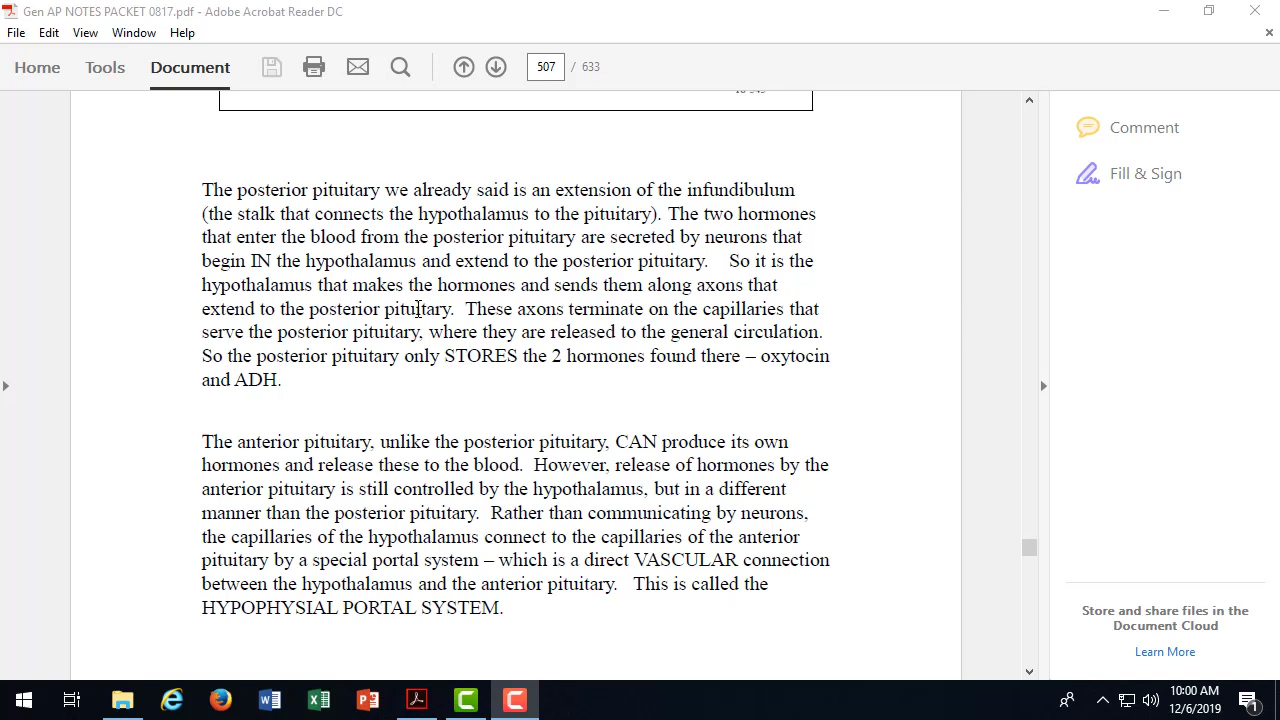 Gen AP NOTES PACKET 0817.pdf - Adobe Acrobat Reader DC
File Edit View Window Help
Home Tools Document 507 / 633
The posterior pituitary we already said is an extension of the infundibulum
(the stalk that connects the hypothalamus to the pituitary). The two hormones
that enter the blood from the posterior pituitary are secreted by neurons that
begin IN the hypothalamus and extend to the posterior pituitary. So it is the
hypothalamus that makes the hormones and sends them along axons that
extend to the posterior pituitary. These axons terminate on the capillaries that
serve the posterior pituitary, where they are released to the general circulation.
So the posterior pituitary only STORES the 2 hormones found there – oxytocin
and ADH.
The anterior pituitary, unlike the posterior pituitary, CAN produce its own
hormones and release these to the blood. However, release of hormones by the
anterior pituitary is still controlled by the hypothalamus, but in a different
manner than the posterior pituitary. Rather than communicating by neurons,
the capillaries of the hypothalamus connect to the capillaries of the anterior
pituitary by a special portal system – which is a direct VASCULAR connection
between the hypothalamus and the anterior pituitary. This is called the
HYPOPHYSIAL PORTAL SYSTEM.
Comment
Fill & Sign
Store and share files in the
Document Cloud
Learn More
10:00 AM
12/6/2019
1